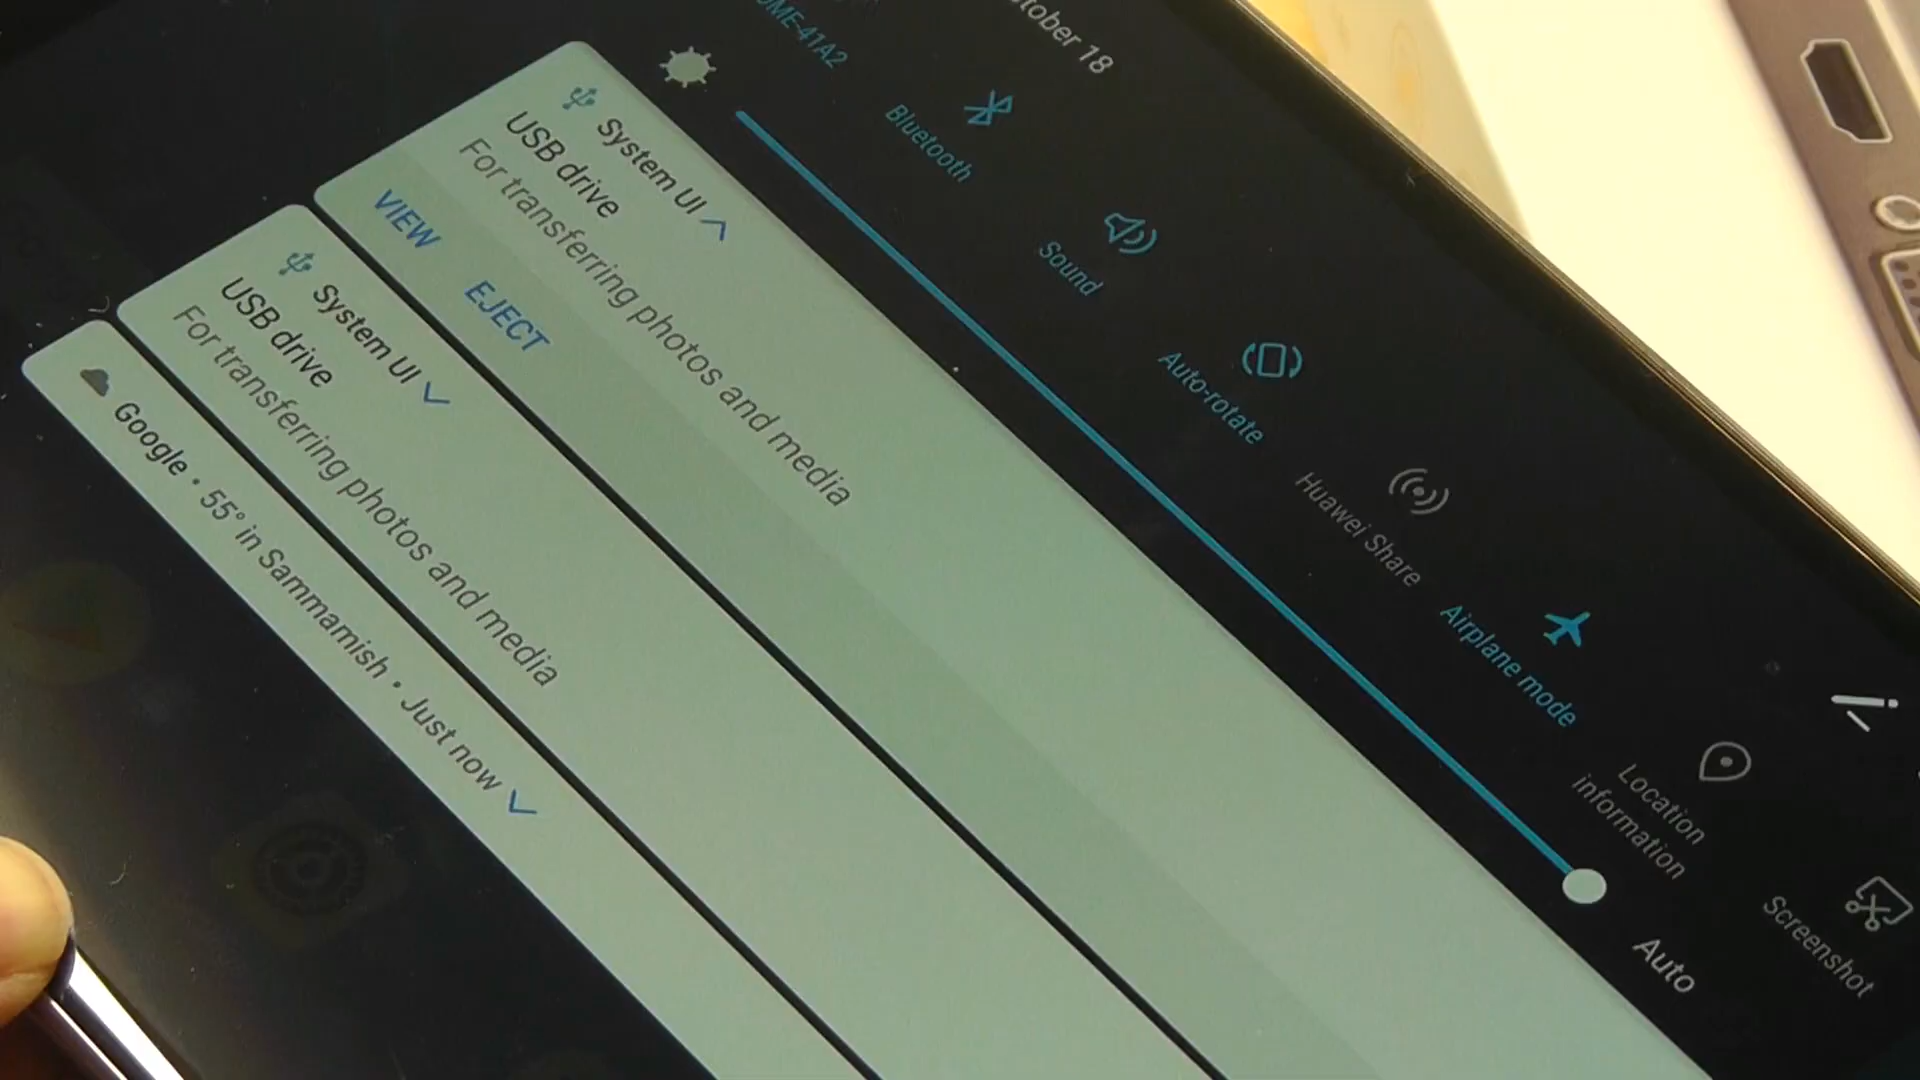 October 18
OME-41A2
Bluetooth
Sound
Auto-rotate
Huawei Share
Airplane mode
Location
information
Screenshot
Auto
System UI
USB drive
For transferring photos and media
VIEW EJECT
System UI
USB drive
For transferring photos and media
Google • 55° in Sammamish • Just now